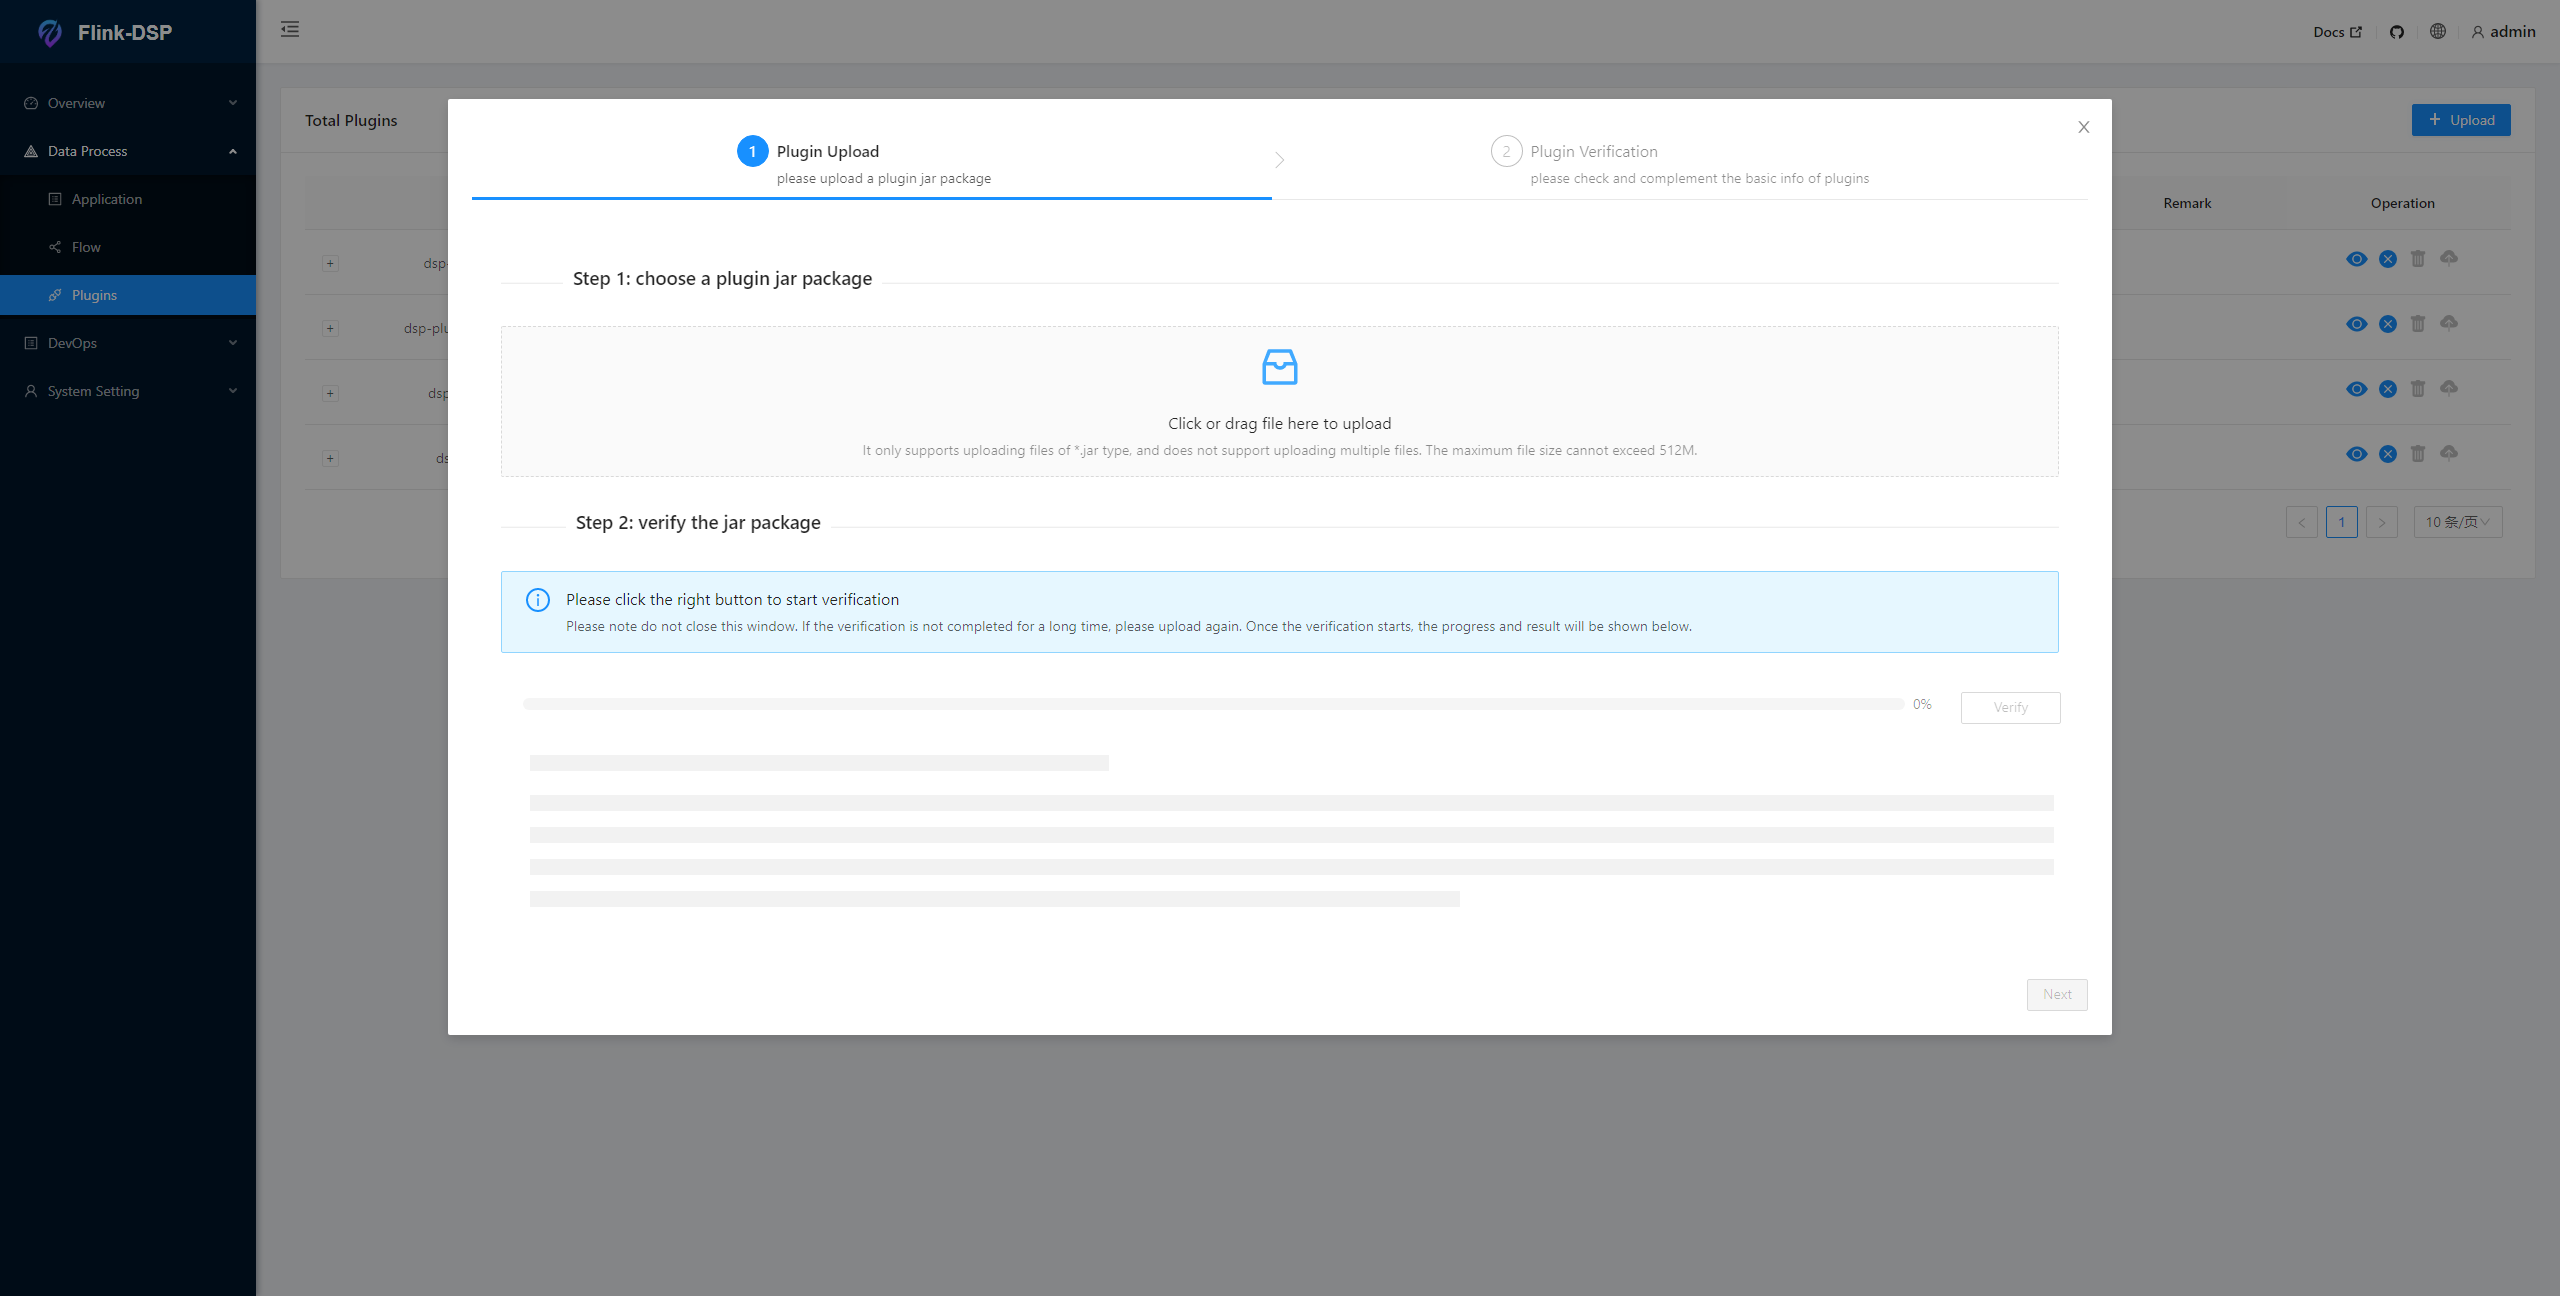 Flink-DSP
Docs
admin
Overview
Data Process
Application
Flow
Plugins
DevOps
System Setting
Total Plugins
Upload
1 Plugin Upload
please upload a plugin jar package
2 Plugin Verification
please check and complement the basic info of plugins
Remark
Operation
dsp-
dsp-plu
dsp
ds
Step 1: choose a plugin jar package
Click or drag file here to upload
It only supports uploading files of *.jar type, and does not support uploading multiple files. The maximum file size cannot exceed 512M.
Step 2: verify the jar package
< 1 > 10 条/页
Please click the right button to start verification
Please note do not close this window. If the verification is not completed for a long time, please upload again. Once the verification starts, the progress and result will be shown below.
0%
Verify
Next